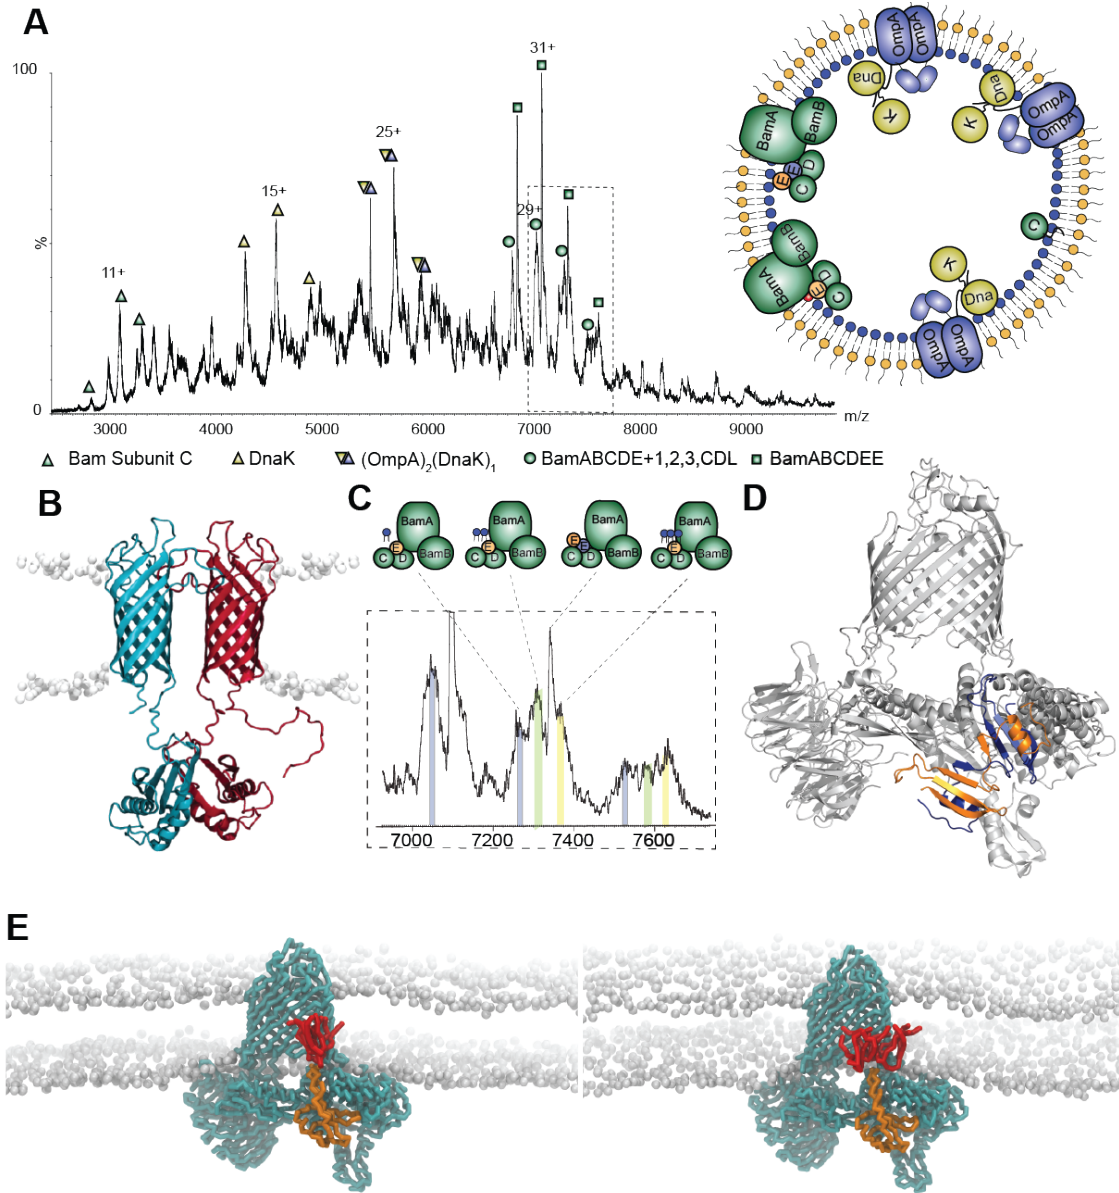 A
100
%
0
11+
15+
25+
29+
31+
3000 4000 5000 6000 7000 8000 9000 m/z
OmpA OmpA
Dna K
Dna K
OmpA
OmpA
BamA BamB
E E D C
BamB
BamA
E D C
C
K
Dna
OmpA OmpA
Bam Subunit C DnaK (OmpA)2(DnaK)1 BamABCDE+1,2,3,CDL BamABCDEE
B
C
D
BamA BamA BamA BamA
E E E E E
C D BamB C D BamB C D BamB C D BamB
7000 7200 7400 7600
E